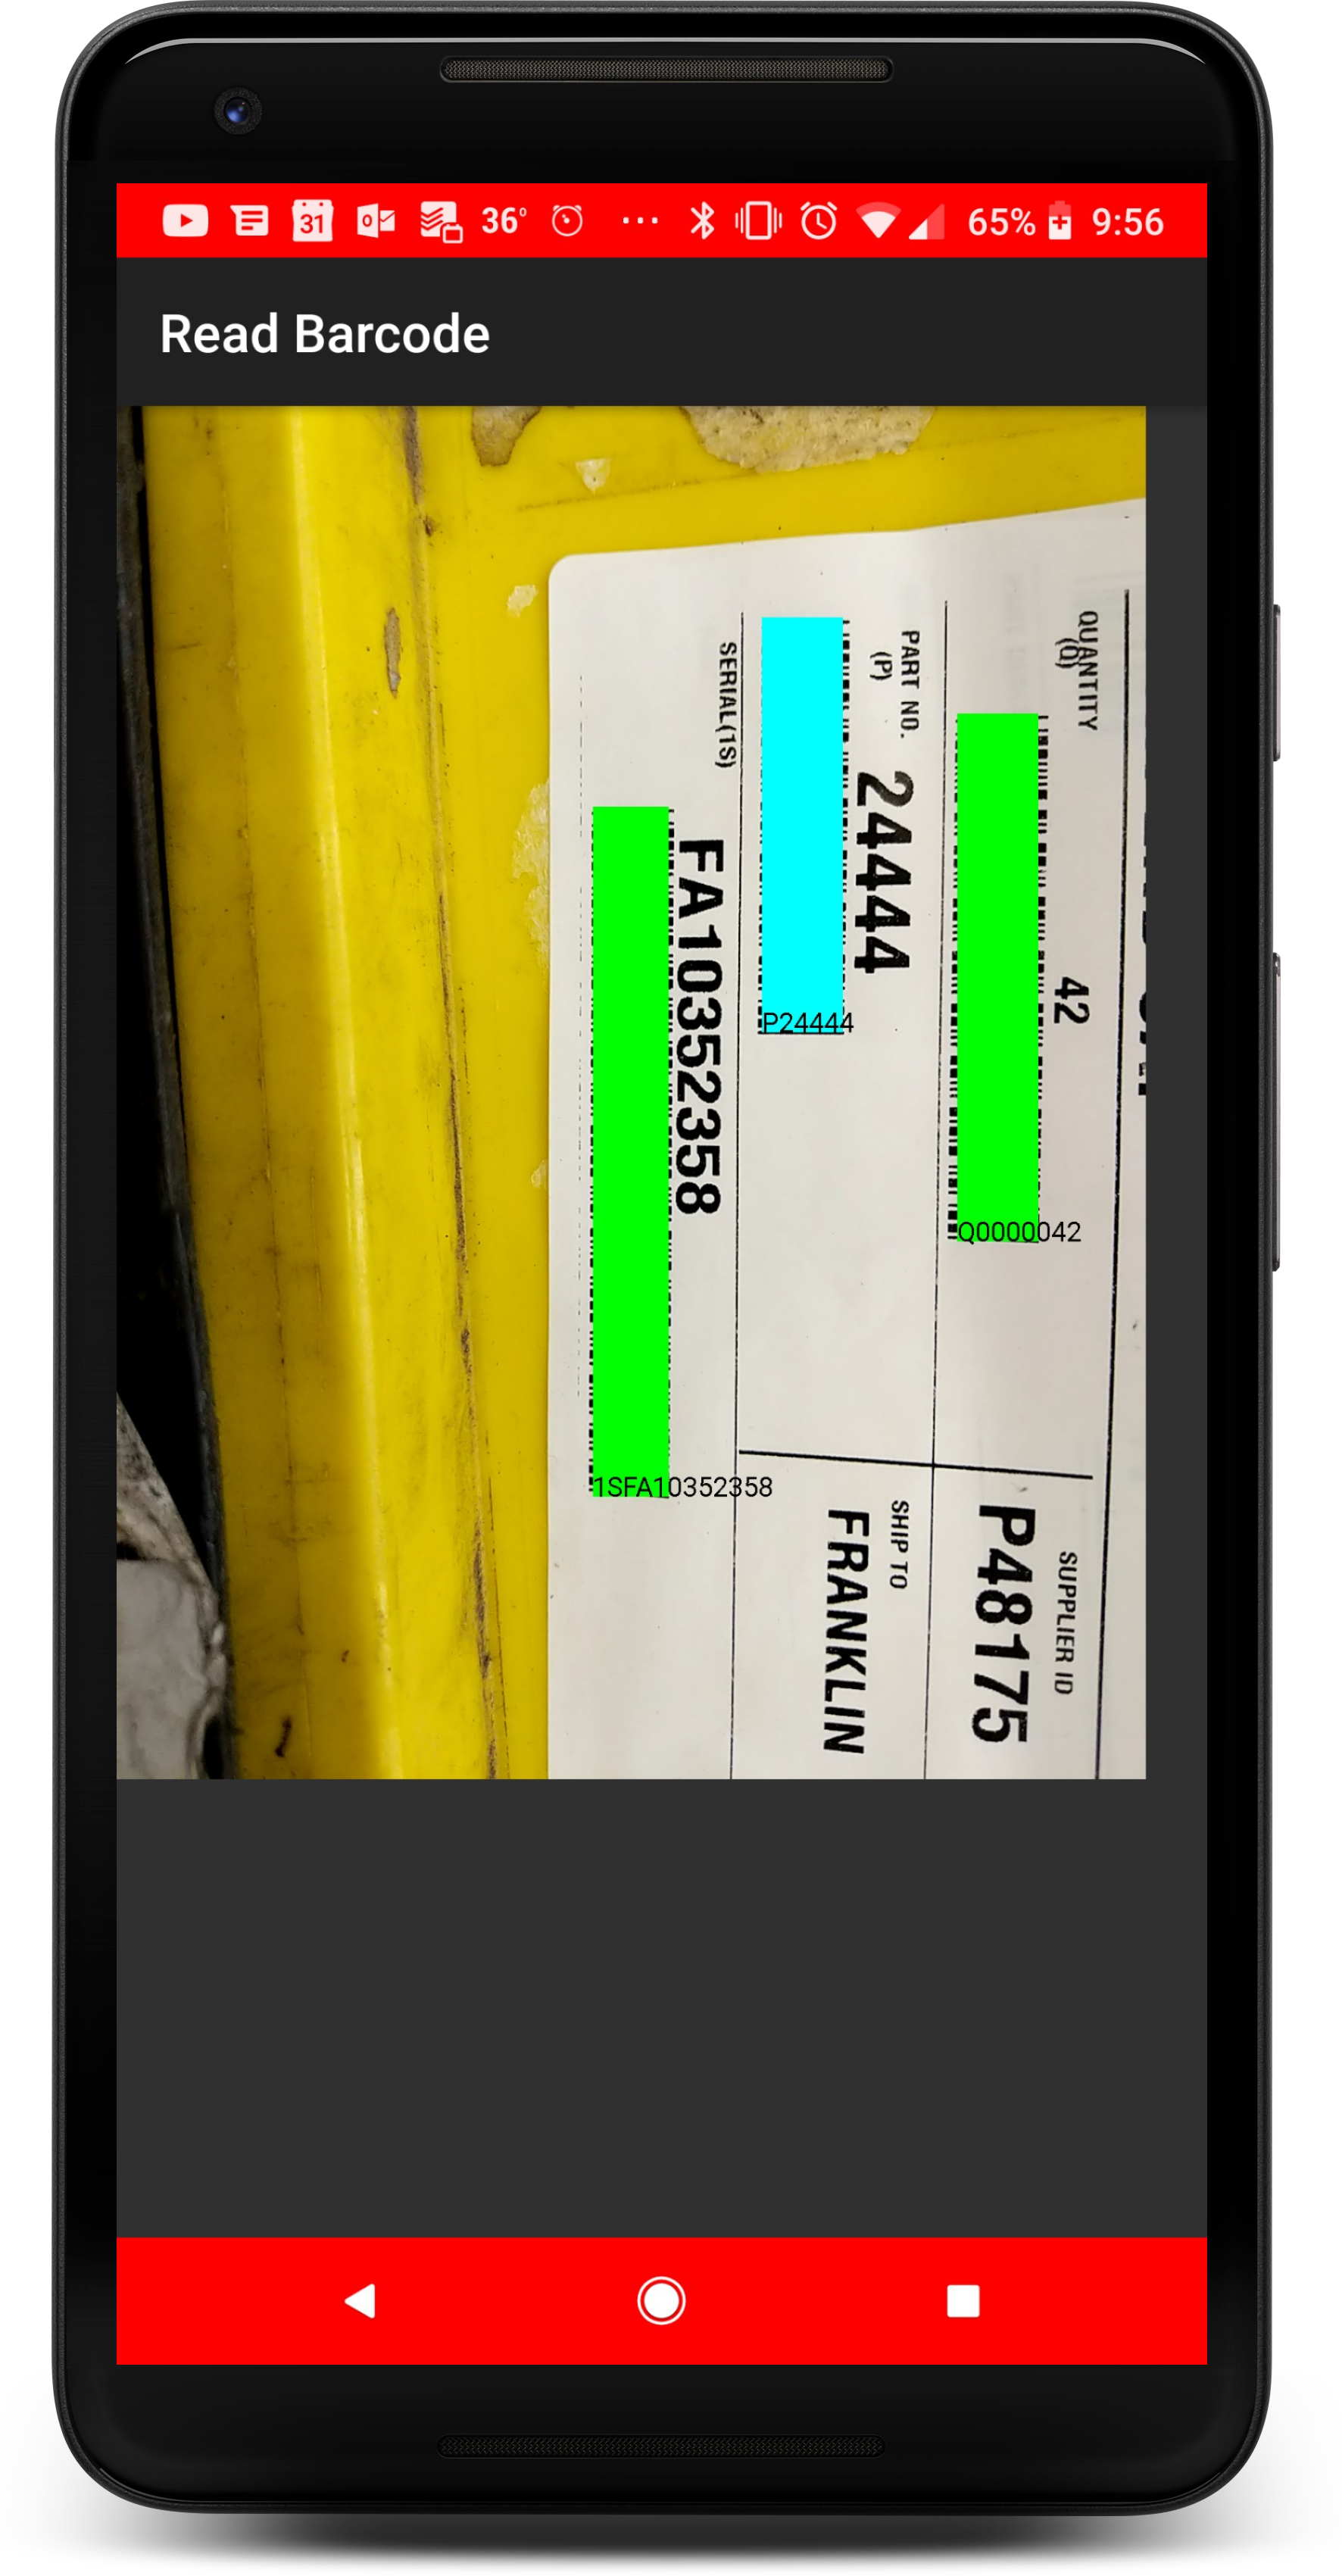 31
36°
65%
9:56
Read Barcode
QUANTITY
(Q)
42
Q0000042
SUPPLIER ID
P48175
PART NO.
(P)
24444
P24444
SHIP TO
FRANKLIN
SERIAL(1S)
FA10352358
1SFA10352358